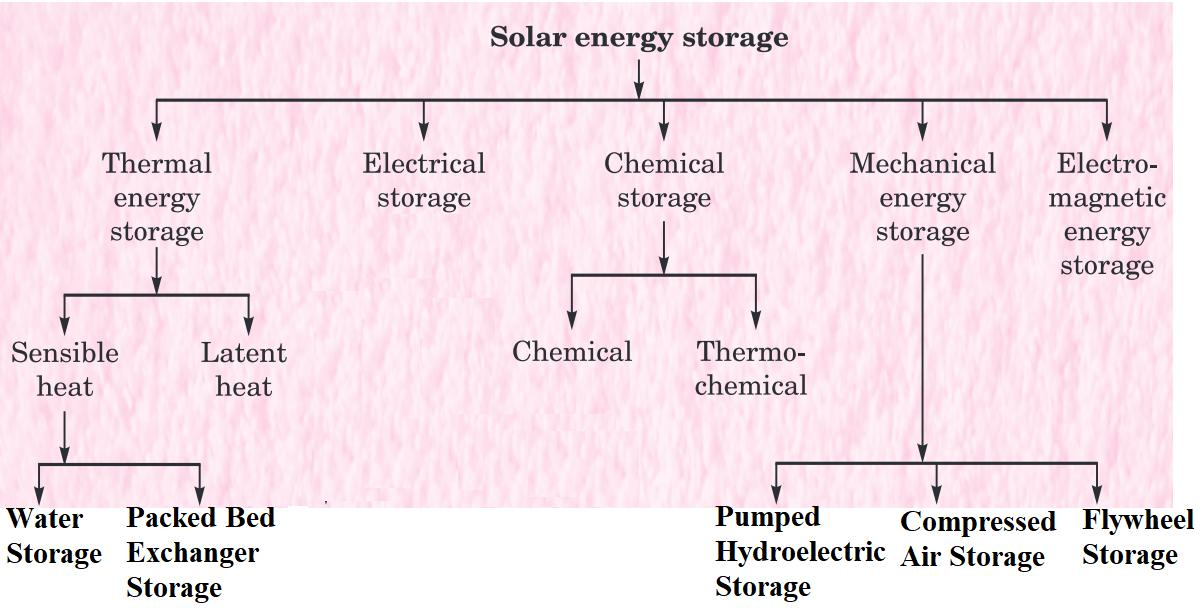 Solar energy storage
Thermal
energy
storage
Electrical
storage
Chemical
storage
Mechanical
energy
storage
Electro-
magnetic
energy
storage
Sensible
heat
Latent
heat
Chemical
Thermo-
chemical
Water
Storage
Packed Bed
Exchanger
Storage
Pumped
Hydroelectric
Storage
Compressed
Air Storage
Flywheel
Storage